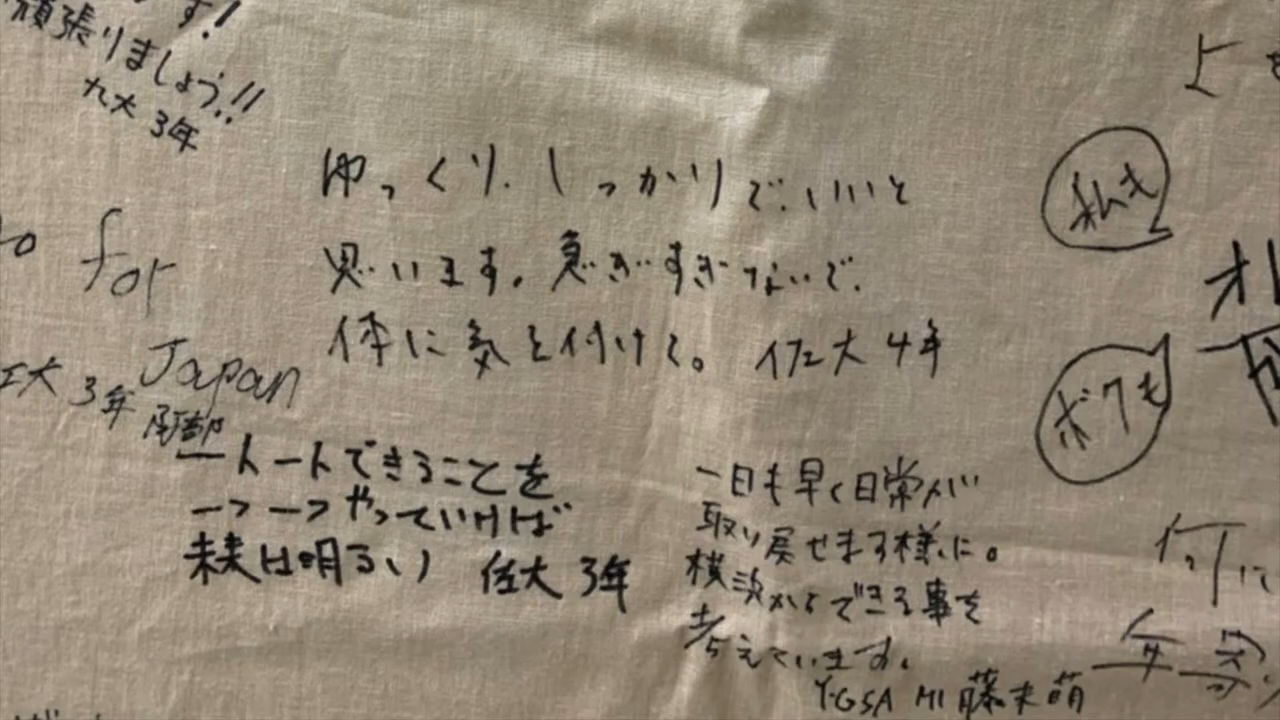 す!
頑張りましょう!!
九大 3年
ゆっくり、しっかりで、いいと
思います。急ぎすぎないで、
体に気を付けて。 佐大 4年
for
Japan
大 3年 阿部
一人一人できることを
一つ一つやっていければ
未来は明るい 佐大 3年
一日も早く日常が
取り戻せます様に。
横浜からできる事を
考えています。
Y-GSA M1 藤末萌
私も
ボクも
何